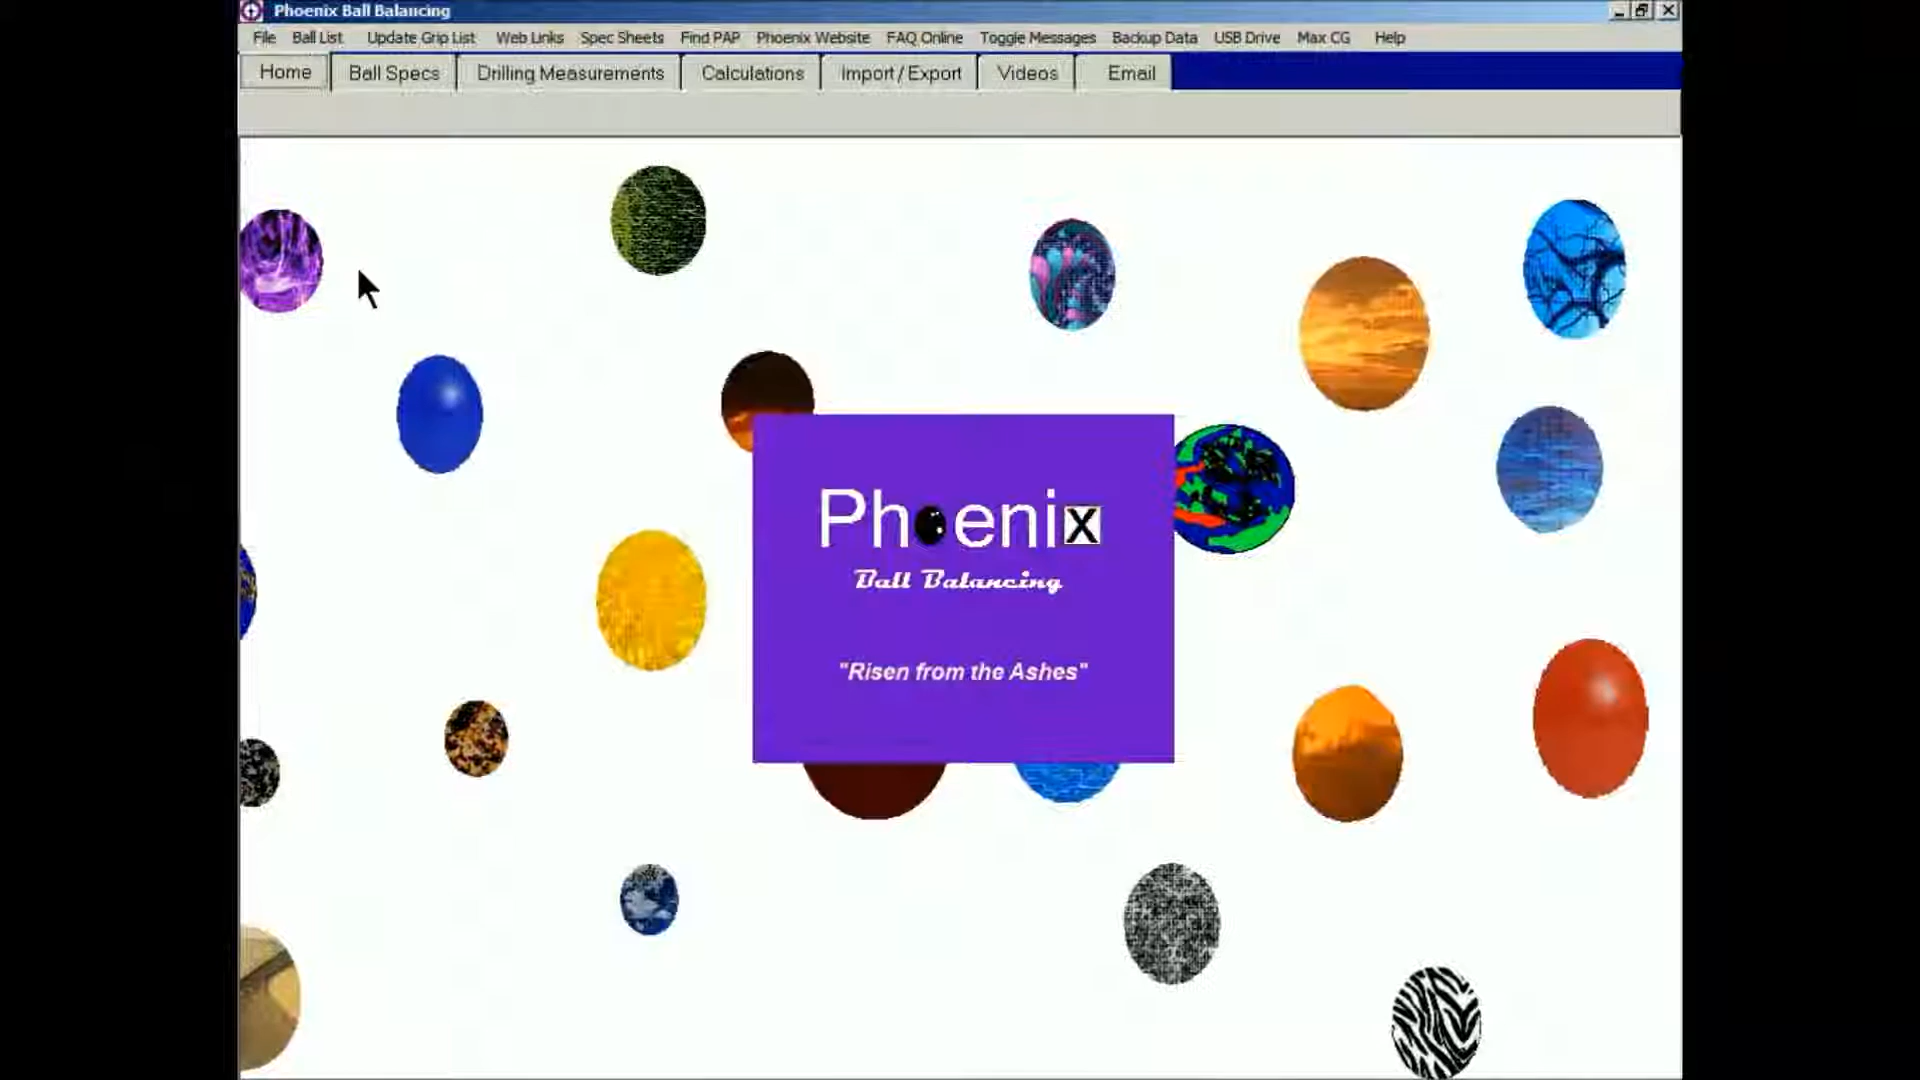 Phoenix Ball Balancing
File Ball List Update Grip List Web Links Spec Sheets Find PAP Phoenix Website FAQ Online Toggle Messages Backup Data USB Drive Max CG Help
Home Ball Specs Drilling Measurements Calculations Import / Export Videos Email
Phoenix
Ball Balancing
"Risen from the Ashes"